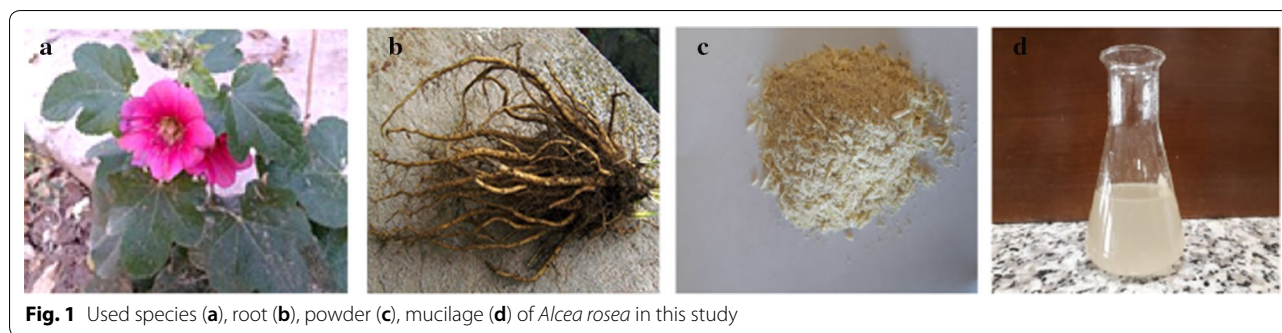 a b c d
Fig. 1 Used species (a), root (b), powder (c), mucilage (d) of Alcea rosea in this study